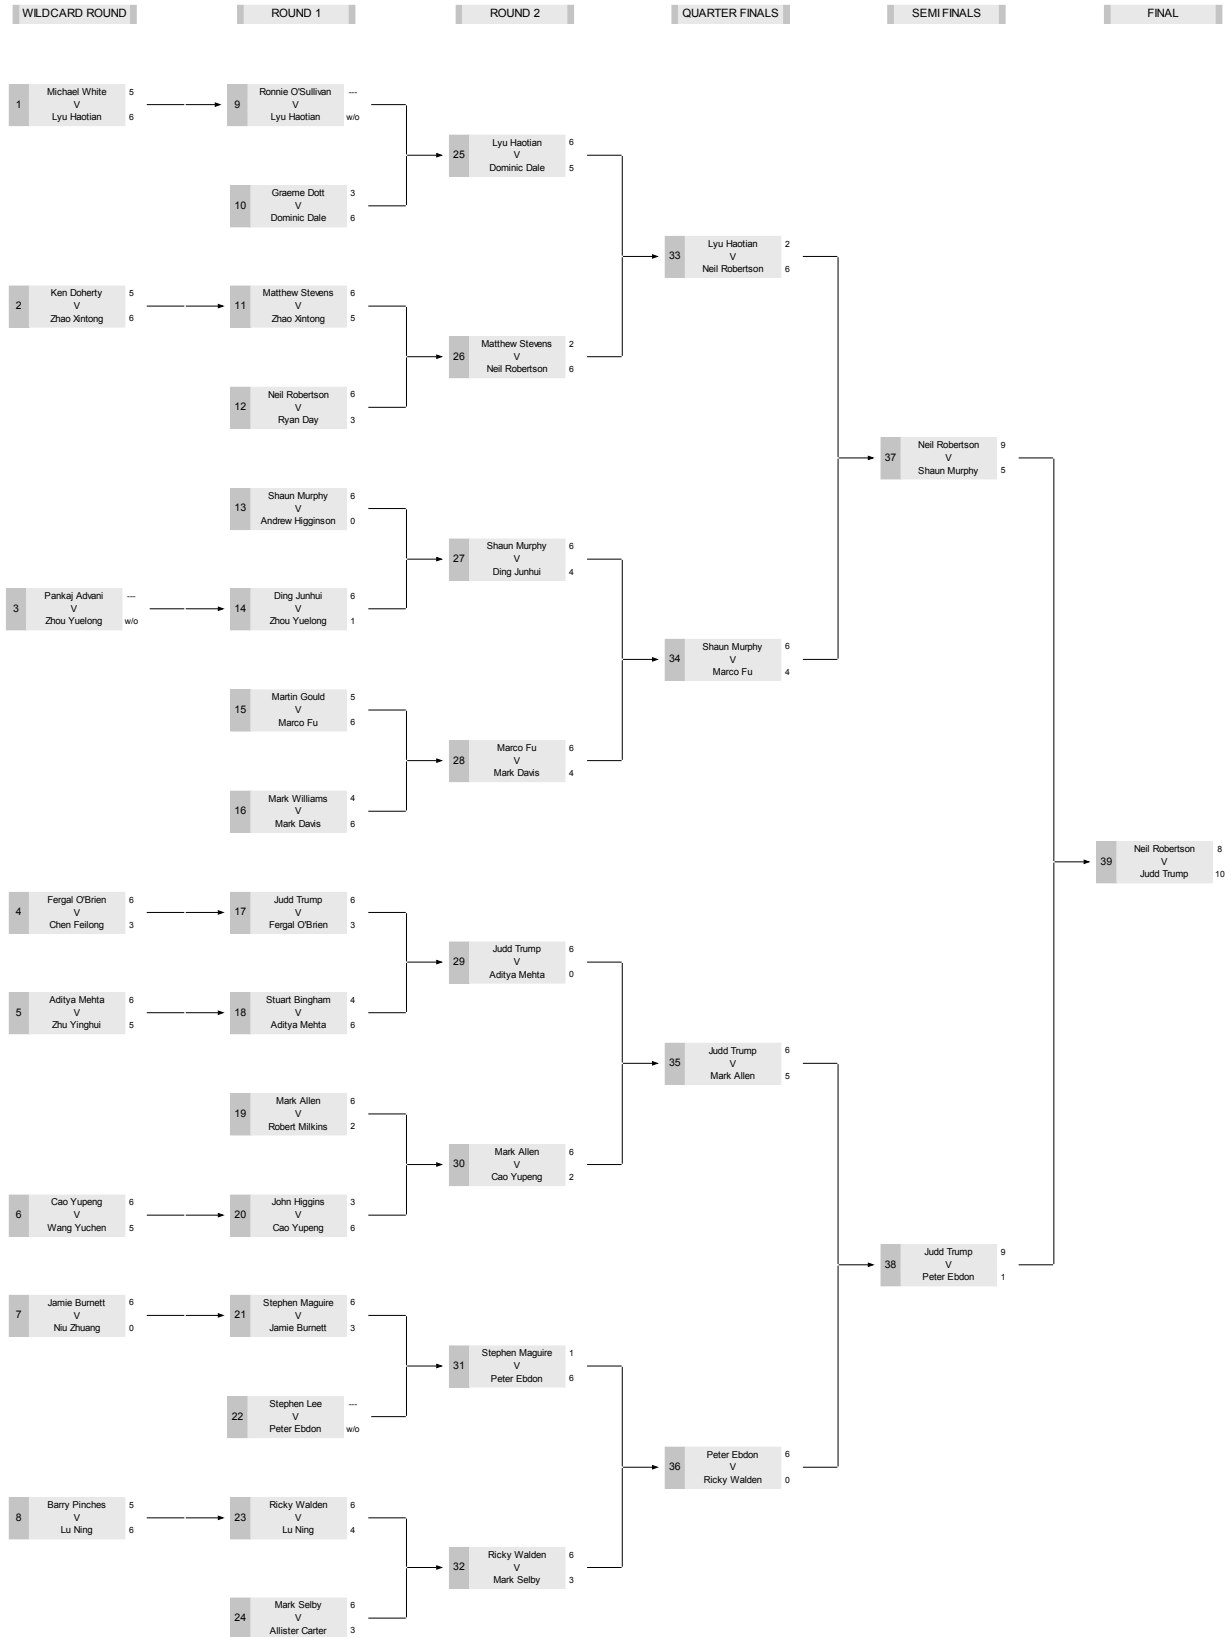 WILDCARD ROUND
ROUND 1
ROUND 2
QUARTER FINALS
SEMI FINALS
FINAL
1
Michael White 5
V
Lyu Haotian 6
2
Ken Doherty 5
V
Zhao Xintong 6
3
Pankaj Advani ---
V
Zhou Yuelong w/o
4
Fergal O'Brien 6
V
Chen Feilong 3
5
Aditya Mehta 6
V
Zhu Yinghui 5
6
Cao Yupeng 6
V
Wang Yuchen 5
7
Jamie Burnett 6
V
Niu Zhuang 0
8
Barry Pinches 5
V
Lu Ning 6
9
Ronnie O'Sullivan ---
V
Lyu Haotian w/o
10
Graeme Dott 3
V
Dominic Dale 6
11
Matthew Stevens 6
V
Zhao Xintong 5
12
Neil Robertson 6
V
Ryan Day 3
13
Shaun Murphy 6
V
Andrew Higginson 0
14
Ding Junhui 6
V
Zhou Yuelong 1
15
Martin Gould 5
V
Marco Fu 6
16
Mark Williams 4
V
Mark Davis 6
17
Judd Trump 6
V
Fergal O'Brien 3
18
Stuart Bingham 4
V
Aditya Mehta 6
19
Mark Allen 6
V
Robert Milkins 2
20
John Higgins 3
V
Cao Yupeng 6
21
Stephen Maguire 6
V
Jamie Burnett 3
22
Stephen Lee ---
V
Peter Ebdon w/o
23
Ricky Walden 6
V
Lu Ning 4
24
Mark Selby 6
V
Allister Carter 3
25
Lyu Haotian 6
V
Dominic Dale 5
26
Matthew Stevens 2
V
Neil Robertson 6
27
Shaun Murphy 6
V
Ding Junhui 4
28
Marco Fu 6
V
Mark Davis 4
29
Judd Trump 6
V
Aditya Mehta 0
30
Mark Allen 6
V
Cao Yupeng 2
31
Stephen Maguire 1
V
Peter Ebdon 6
32
Ricky Walden 6
V
Mark Selby 3
33
Lyu Haotian 2
V
Neil Robertson 6
34
Shaun Murphy 6
V
Marco Fu 4
35
Judd Trump 6
V
Mark Allen 5
36
Peter Ebdon 6
V
Ricky Walden 0
37
Neil Robertson 9
V
Shaun Murphy 5
38
Judd Trump 9
V
Peter Ebdon 1
39
Neil Robertson 8
V
Judd Trump 10